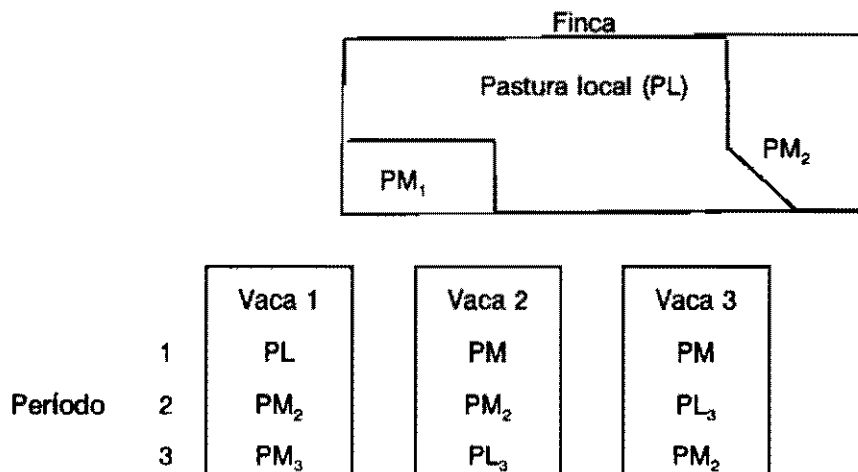 Finca
Pastura local (PL)
PM₂
PM₁
Vaca 1 Vaca 2 Vaca 3
1 PL PM PM
Período 2 PM₂ PM₂ PL₃
3 PM₃ PL₃ PM₂